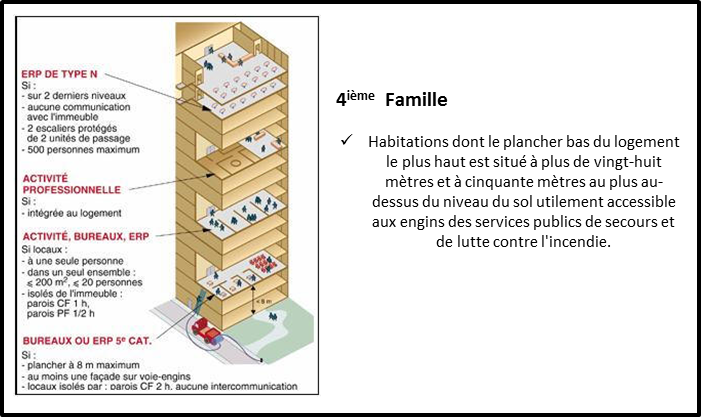 ERP DE TYPE N
Si :
- sur 2 derniers niveaux
- aucune communication
avec l'immeuble
- 2 escaliers protégés
de 2 unités de passage
- 500 personnes maximum
ACTIVITÉ
PROFESSIONNELLE
Si :
- intégrée au logement
ACTIVITÉ, BUREAUX, ERP
Si locaux :
- à une seule personne
- dans un seul ensemble :
⩽ 200 m², ⩽ 20 personnes
- isolés de l'immeuble :
parois CF 1 h,
parois PF 1/2 h
< 8 m
BUREAUX OU ERP 5e CAT.
Si :
- plancher à 8 m maximum
- au moins une façade sur voie-engins
- locaux isolés par : parois CF 2 h, aucune intercommunication
4ième Famille
✓ Habitations dont le plancher bas du logement
le plus haut est situé à plus de vingt-huit
mètres et à cinquante mètres au plus au-
dessus du niveau du sol utilement accessible
aux engins des services publics de secours et
de lutte contre l'incendie.